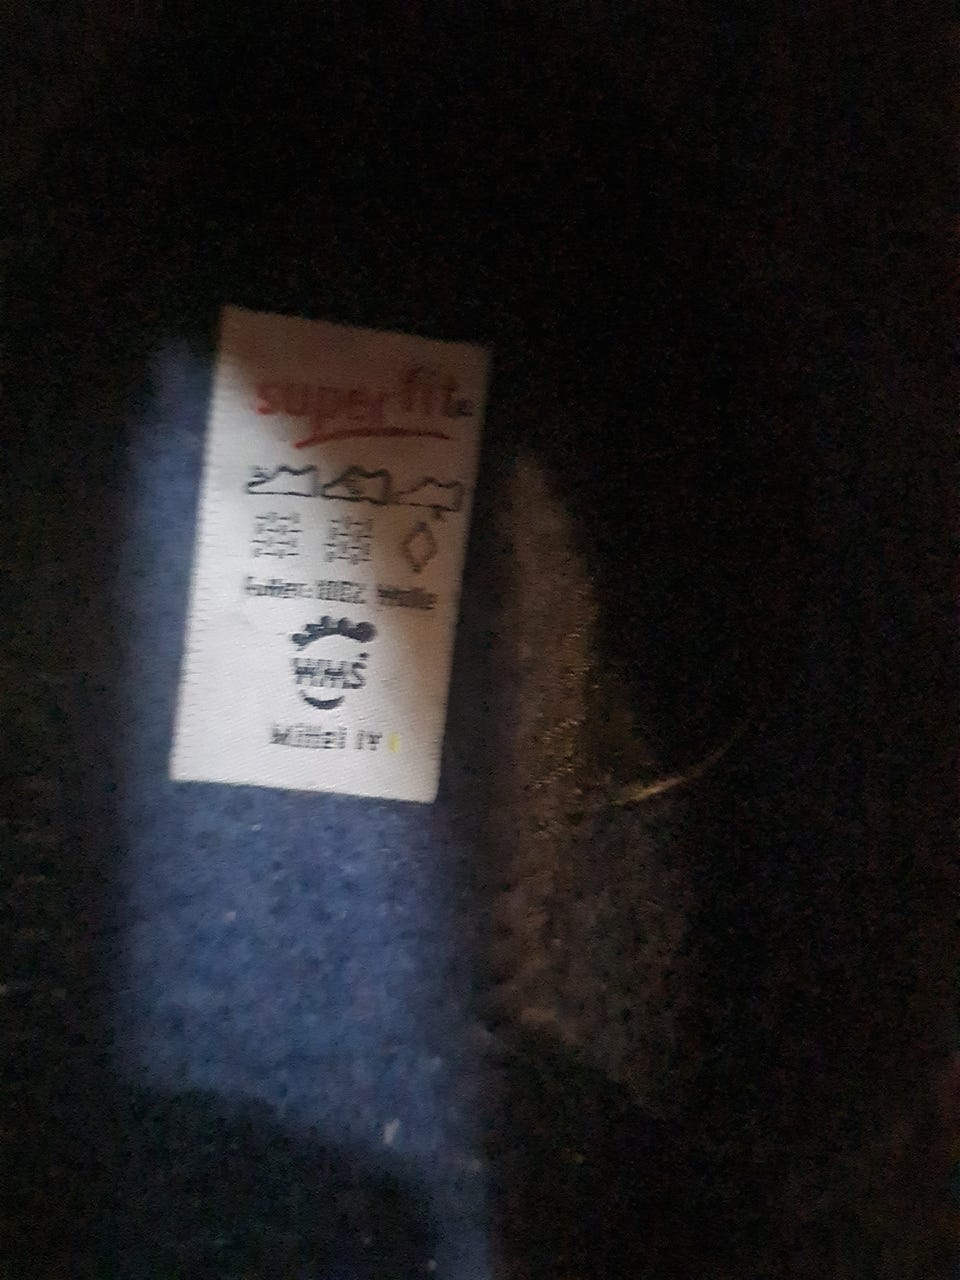 superfit
Futter: 100% Wolle
WMS
Mittel IV